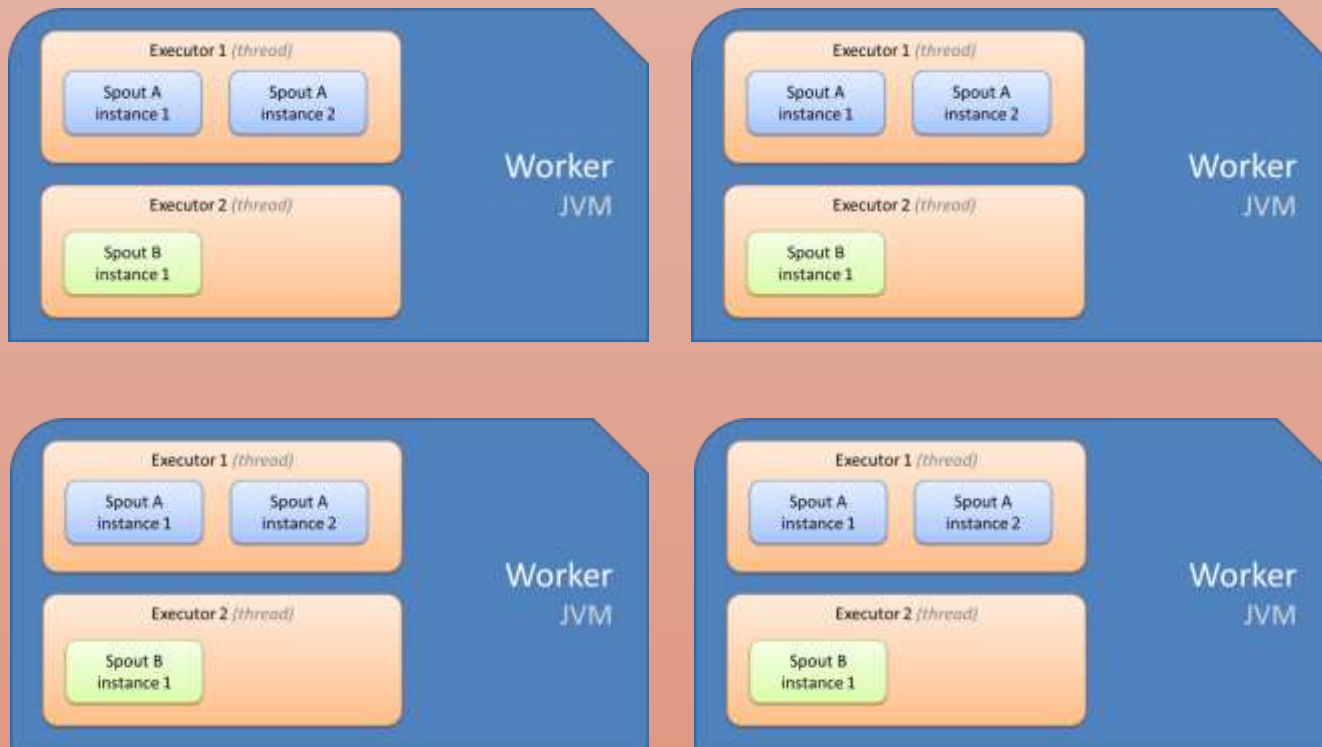 Executor 1 (thread)
Spout A
instance 1
Spout A
instance 2
Worker
JVM
Executor 2 (thread)
Spout B
instance 1
Executor 1 (thread)
Spout A
instance 1
Spout A
instance 2
Worker
JVM
Executor 2 (thread)
Spout B
instance 1
Executor 1 (thread)
Spout A
instance 1
Spout A
instance 2
Worker
JVM
Executor 2 (thread)
Spout B
instance 1
Executor 1 (thread)
Spout A
instance 1
Spout A
instance 2
Worker
JVM
Executor 2 (thread)
Spout B
instance 1